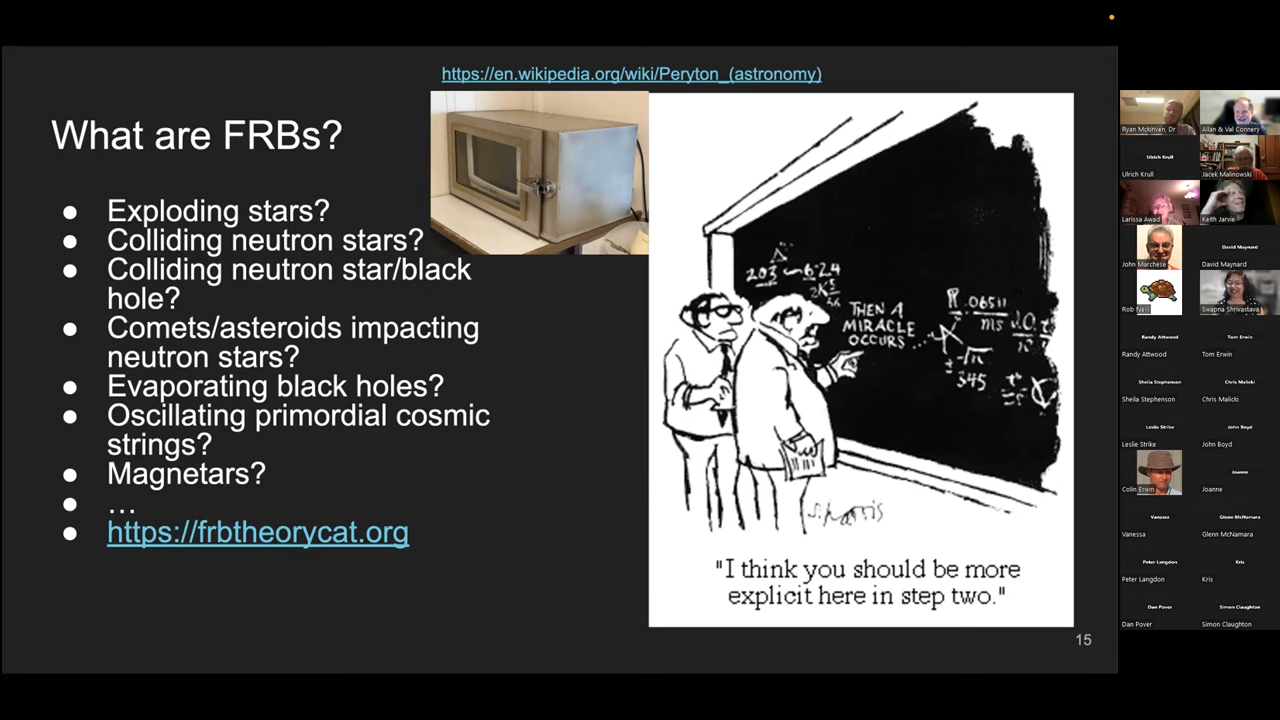 https://en.wikipedia.org/wiki/Peryton_(astronomy)
What are FRBs?
● Exploding stars?
● Colliding neutron stars?
● Colliding neutron star/black
hole?
● Comets/asteroids impacting
neutron stars?
● Evaporating black holes?
● Oscillating primordial cosmic
strings?
● Magnetars?
● ...
● https://frbtheorycat.org
THEN A
MIRACLE
OCCURS...
"I think you should be more
explicit here in step two."
15
Ryan Mckinven, Dr
Allan & Val Connery
Ulrich Krull
Ulrich Krull
Jacek Malinowski
Larissa Awad
Keith Jarvie
John Marchese
David Maynard
David Maynard
Rob Neill
Swapna Shrivastava
Randy Attwood
Tom Erwin
Randy Attwood
Tom Erwin
Sheila Stephenson
Chris Malicki
Sheila Stephenson
Chris Malicki
Leslie Strike
John Boyd
Leslie Strike
John Boyd
Colin Erwin
Joanne
Joanne
Vanessa
Glenn McNamara
Vanessa
Glenn McNamara
Peter Langdon
Kris
Peter Langdon
Kris
Dan Pover
Simon Claughton
Dan Pover
Simon Claughton